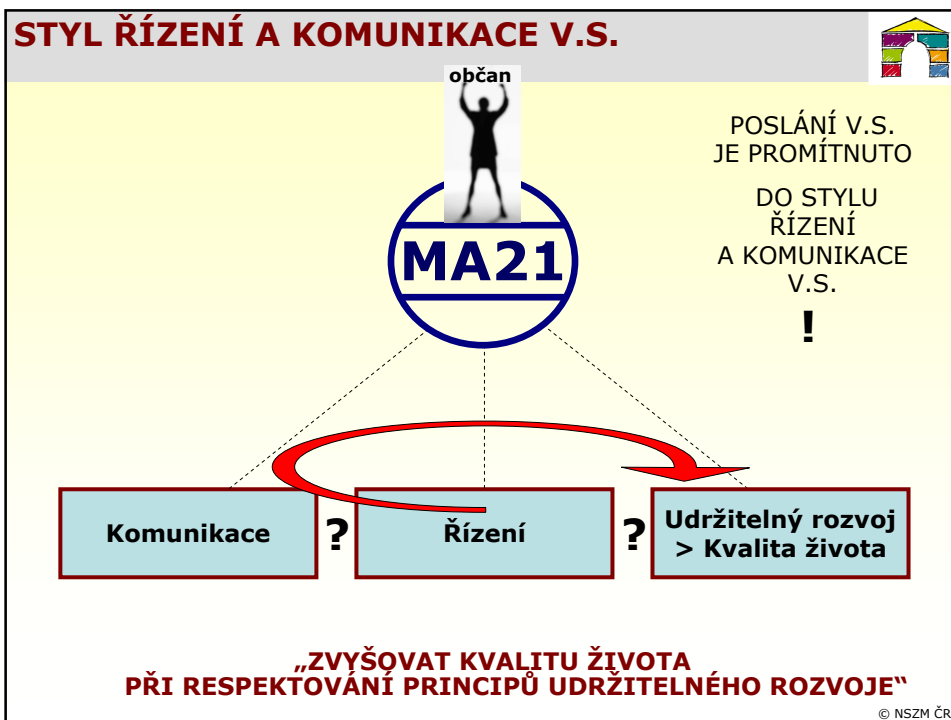 STYL ŘÍZENÍ A KOMUNIKACE V.S.
občan
POSLÁNÍ V.S.
JE PROMÍTNUTO
DO STYLU
ŘÍZENÍ
A KOMUNIKACE
V.S.
!
MA21
Komunikace
?
Řízení
?
Udržitelný rozvoj
> Kvalita života
„ZVYŠOVAT KVALITU ŽIVOTA
PŘI RESPEKTOVÁNÍ PRINCIPŮ UDRŽITELNÉHO ROZVOJE“
© NSZM ČR